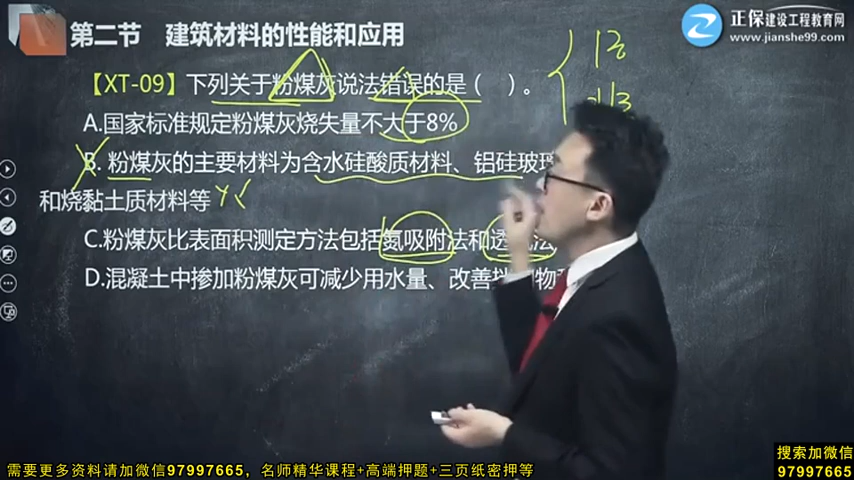 第二节 建筑材料的性能和应用
正保建设工程教育网
www.jianshe99.com
【XT-09】下列关于粉煤灰说法错误的是（ ）。
A.国家标准规定粉煤灰烧失量不大于8%
B.粉煤灰的主要材料为含水硅酸质材料、铝硅玻
和烧黏土质材料等
C.粉煤灰比表面积测定方法包括氮吸附法和透气法
D.混凝土中掺加粉煤灰可减少用水量、改善拌和物
搜索加微信
97997665
需要更多资料请加微信97997665，名师精华课程+高端押题+三页纸密押等